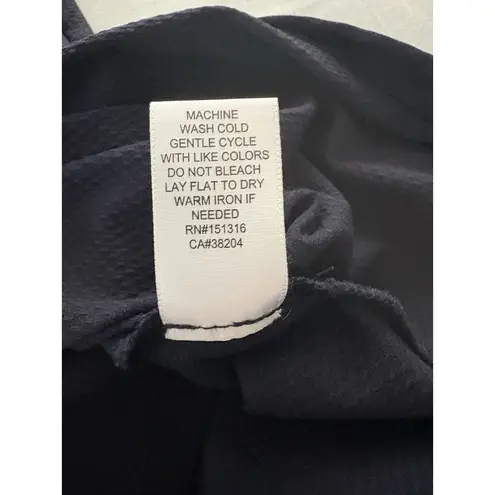 MACHINE
WASH COLD
GENTLE CYCLE
WITH LIKE COLORS
DO NOT BLEACH
LAY FLAT TO DRY
WARM IRON IF
NEEDED
RN#151316
CA#38204